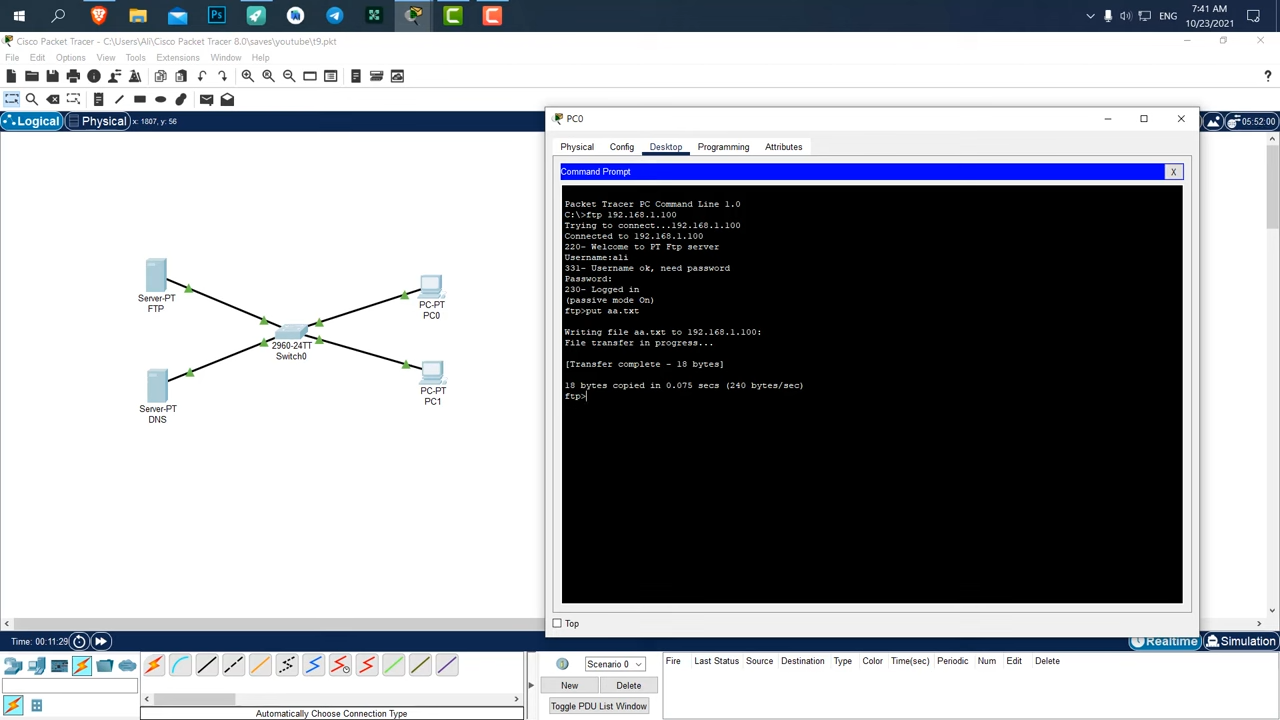 7:41 AM
ENG
10/23/2021
Cisco Packet Tracer - C:\Users\Ali\Cisco Packet Tracer 8.0\saves\youtube\t9.pkt
File Edit Options View Tools Extensions Window Help
Logical Physical x: 1807, y: 56
05:52:00
PC0
Physical Config Desktop Programming Attributes
Command Prompt X
Packet Tracer PC Command Line 1.0
C:\>ftp 192.168.1.100
Trying to connect...192.168.1.100
Connected to 192.168.1.100
220- Welcome to PT Ftp server
Username:ali
331- Username ok, need password
Password:
230- Logged in
(passive mode On)
ftp>put aa.txt
Writing file aa.txt to 192.168.1.100:
File transfer in progress...
[Transfer complete - 18 bytes]
18 bytes copied in 0.075 secs (240 bytes/sec)
ftp>
Server-PT
FTP
PC-PT
PC0
2960-24TT
Switch0
Server-PT
DNS
PC-PT
PC1
Top
Time: 00:11:29
Realtime Simulation
Scenario 0
New Delete
Toggle PDU List Window
Fire Last Status Source Destination Type Color Time(sec) Periodic Num Edit Delete
Automatically Choose Connection Type